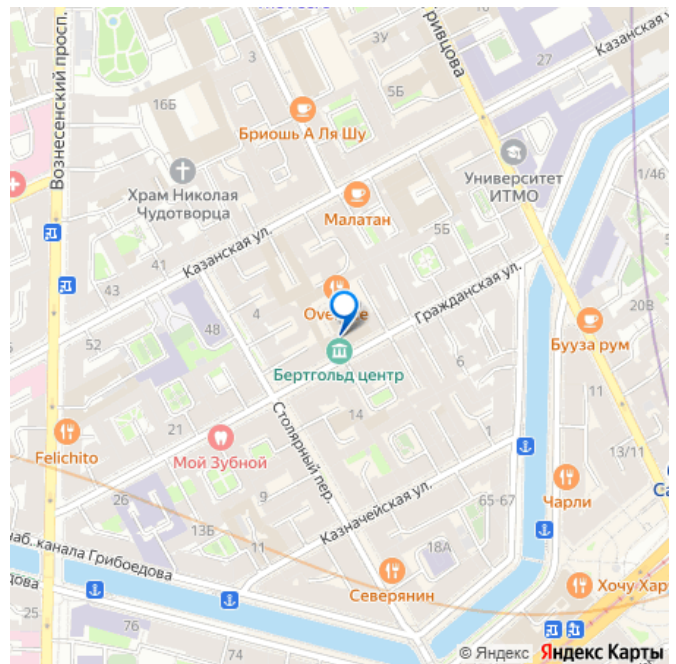 Вознесенский просп.
3
3У
ривцова
Казанская у
27
16Б
Бриошь А Ля Шу
Храм Николая
Чудотворца
Университет
ИТМО
1/46
Малатан
5Б
5Б
Казанская ул.
41
43
Гражданская ул.
20В
Бууза рум
4
48
52
Бертгольд центр
6
11
Столярный пер.
14
21
Felichito
Мой Зубной
1
13/11
26
9
Казначейская ул.
65-67
Чарли
13Б
11
18А
наб. канала Грибоедова
Северянин
Хочу Хар
25
76
74
© Яндекс Яндекс Карты